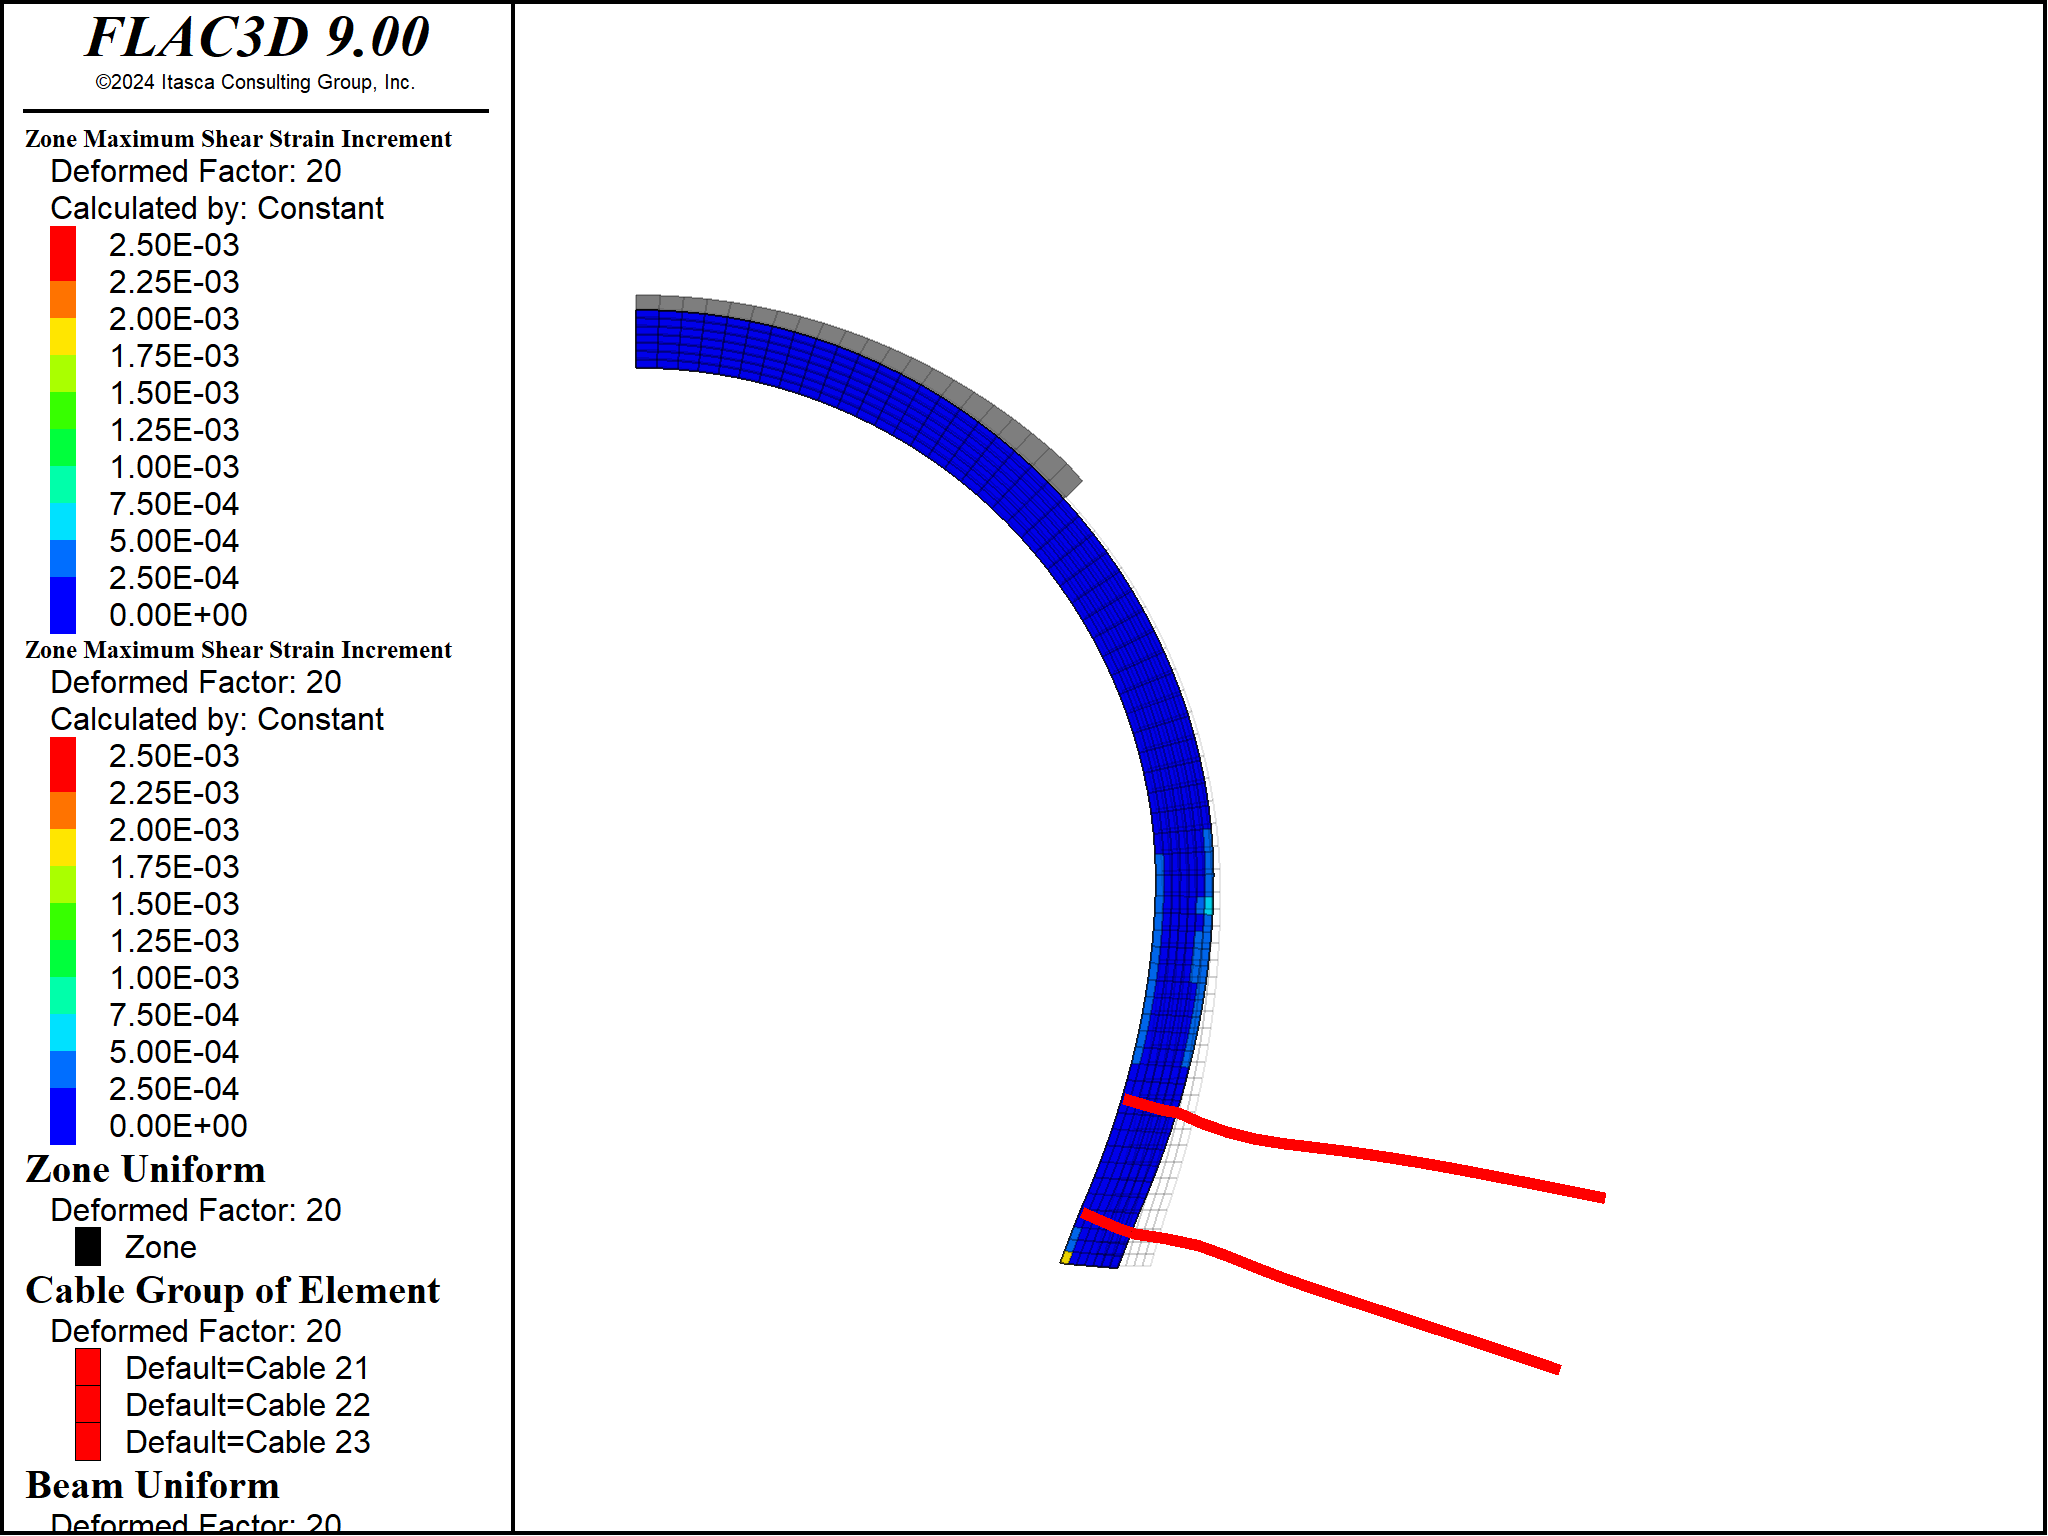 FLAC3D 9.00
©2024 Itasca Consulting Group, Inc.
Zone Maximum Shear Strain Increment
Deformed Factor: 20
Calculated by: Constant
2.50E-03
2.25E-03
2.00E-03
1.75E-03
1.50E-03
1.25E-03
1.00E-03
7.50E-04
5.00E-04
2.50E-04
0.00E+00
Zone Maximum Shear Strain Increment
Deformed Factor: 20
Calculated by: Constant
2.50E-03
2.25E-03
2.00E-03
1.75E-03
1.50E-03
1.25E-03
1.00E-03
7.50E-04
5.00E-04
2.50E-04
0.00E+00
Zone Uniform
Deformed Factor: 20
Zone
Cable Group of Element
Deformed Factor: 20
Default=Cable 21
Default=Cable 22
Default=Cable 23
Beam Uniform
Deformed Factor: 20